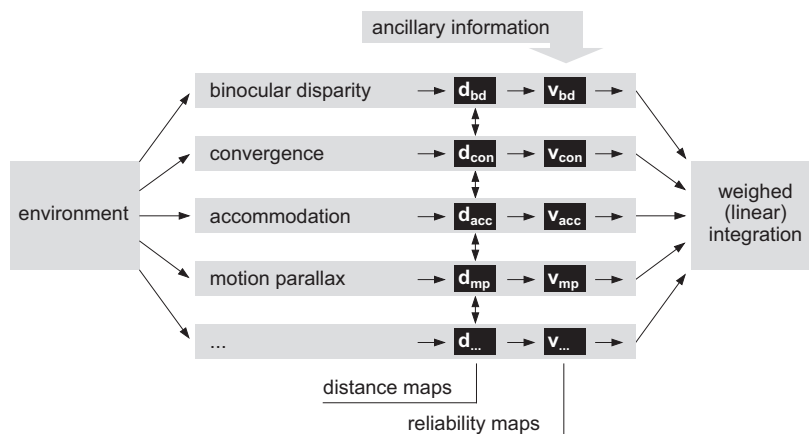 ancillary information
binocular disparity d_bd v_bd
convergence d_con v_con
environment
accommodation d_acc v_acc
weighed
(linear)
integration
motion parallax d_mp v_mp
... d_... v_...
distance maps
reliability maps